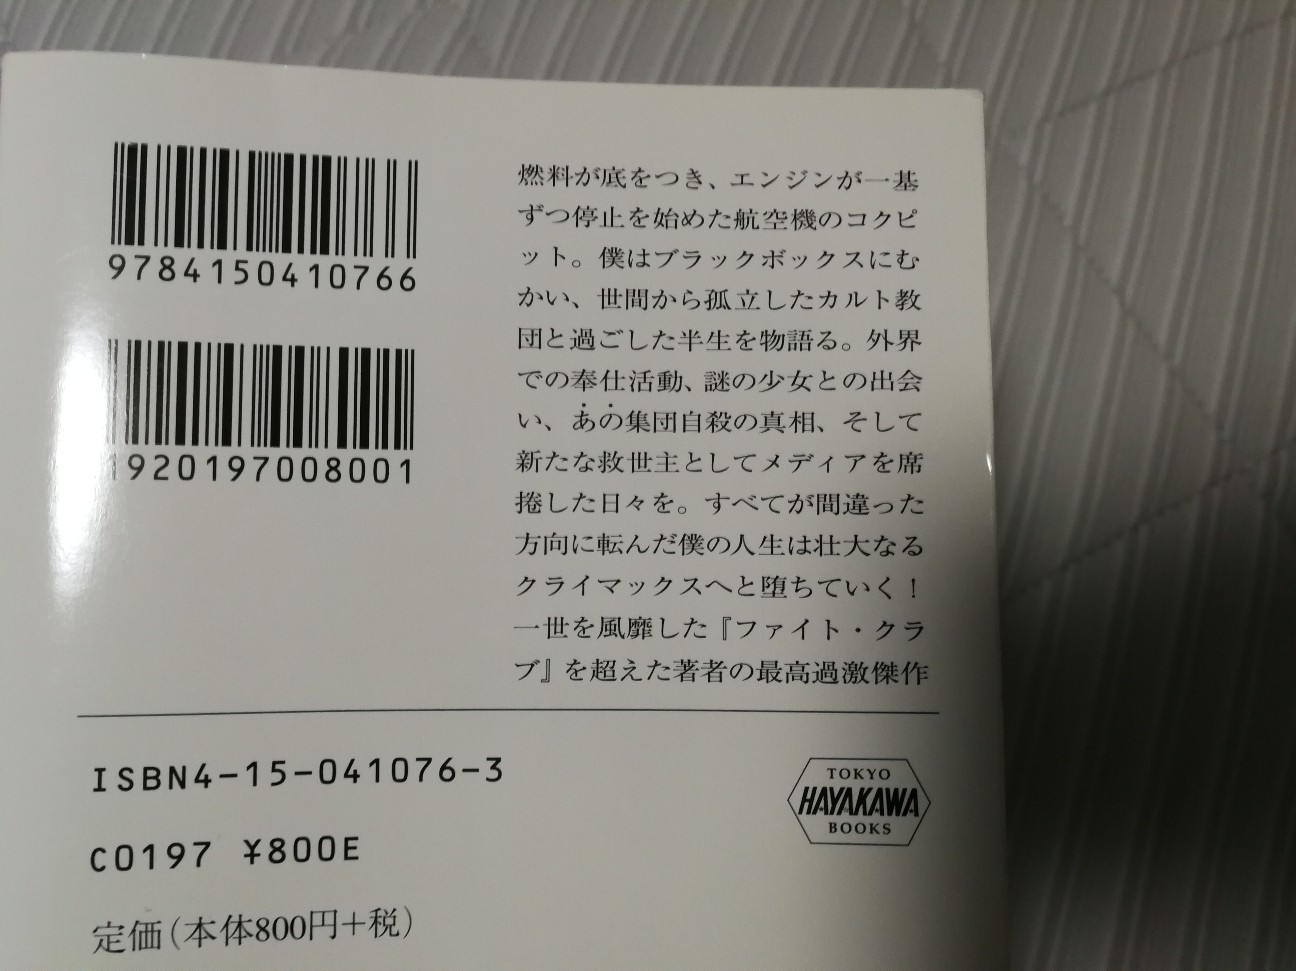 9784150410766
1920197008001
燃料が底をつき、エンジンが一基
ずつ停止を始めた航空機のコクピ
ット。僕はブラックボックスにむ
かい、世間から孤立したカルト教
団と過ごした半生を物語る。外界
での奉仕活動、謎の少女との出会
い、あの集団自殺の真相、そして
新たな救世主としてメディアを席
捲した日々を。すべてが間違った
方向に転んだ僕の人生は壮大なる
クライマックスへと堕ちていく！
一世を風靡した『ファイト・クラ
ブ』を超えた著者の最高過激傑作
ISBN4-15-041076-3
C0197 ¥800E
定価(本体800円+税)
TOKYO
HAYAKAWA
BOOKS